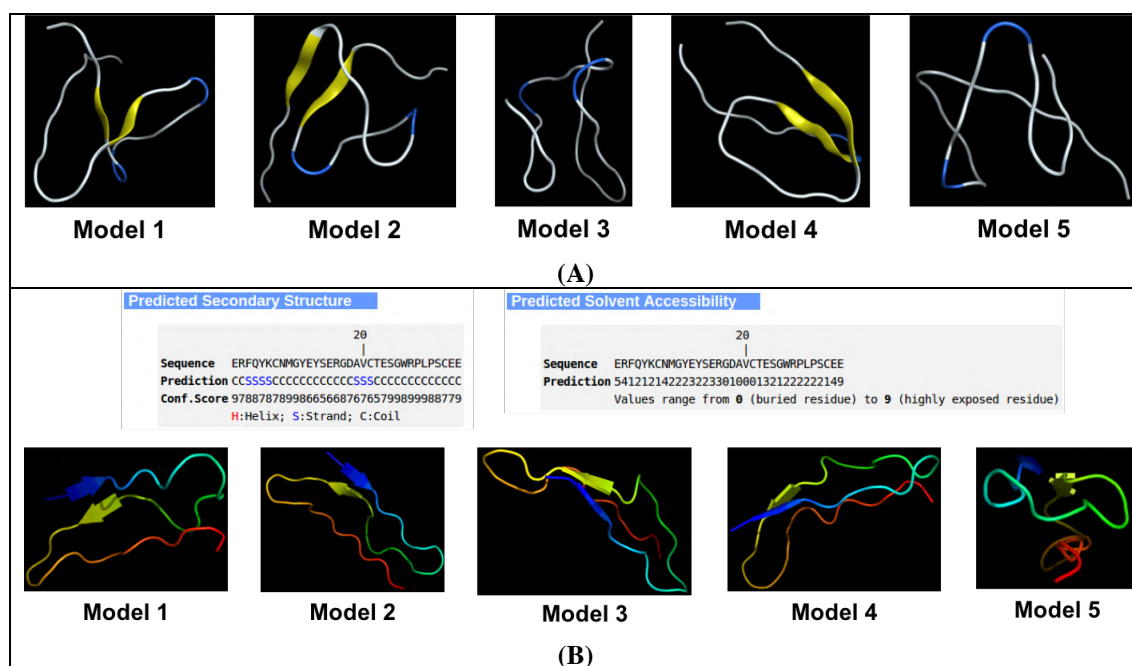 Model 1
Model 2
Model 3
Model 4
Model 5
(A)
Predicted Secondary Structure
20
|
Sequence ERFQYKCNMGYEYSERGDAVCTESGWRPLPSCEE
Prediction CCSSSSCCCCCCCCCCCCSSSCCCCCCCCCCCCC
Conf.Score 9788787899866566876765799899988779
H:Helix; S:Strand; C:Coil
Predicted Solvent Accessibility
20
|
Sequence ERFQYKCNMGYEYSERGDAVCTESGWRPLPSCEE
Prediction 5412121422232233010001321222222149
Values range from 0 (buried residue) to 9 (highly exposed residue)
Model 1
Model 2
Model 3
Model 4
Model 5
(B)